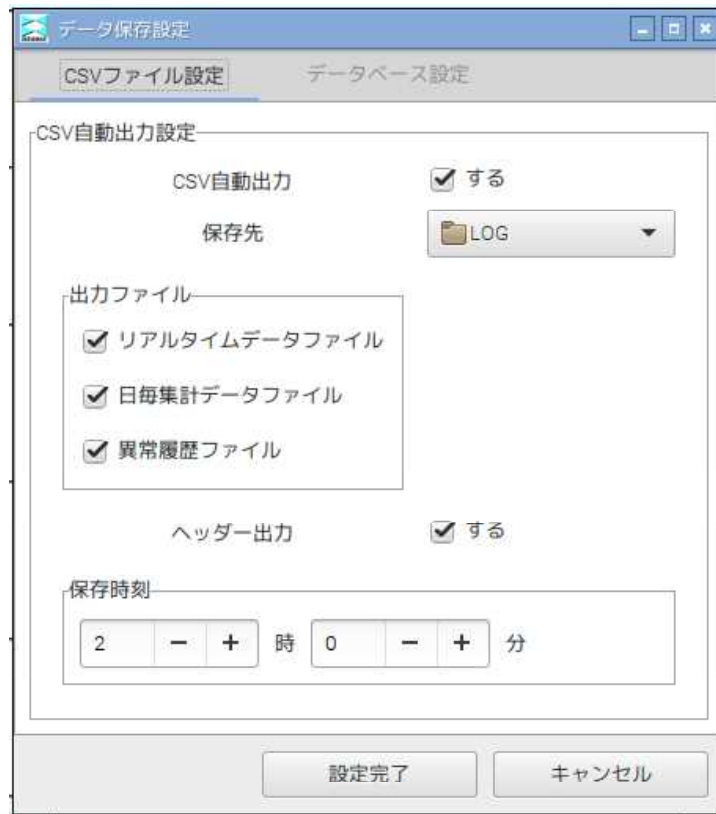 データ保存設定
CSVファイル設定 データベース設定
CSV自動出力設定
CSV自動出力 する
保存先 LOG
出力ファイル
リアルタイムデータファイル
日毎集計データファイル
異常履歴ファイル
ヘッダー出力 する
保存時刻
2 − + 時 0 − + 分
設定完了 キャンセル